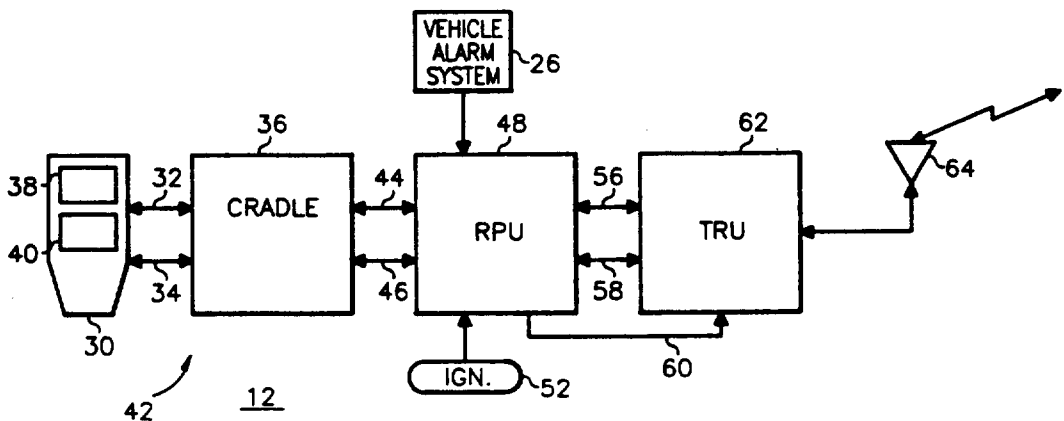 VEHICLE
ALARM
SYSTEM
26
36
48
62
64
38
32
44
56
CRADLE
RPU
TRU
40
34
46
58
30
60
IGN.
52
42
12